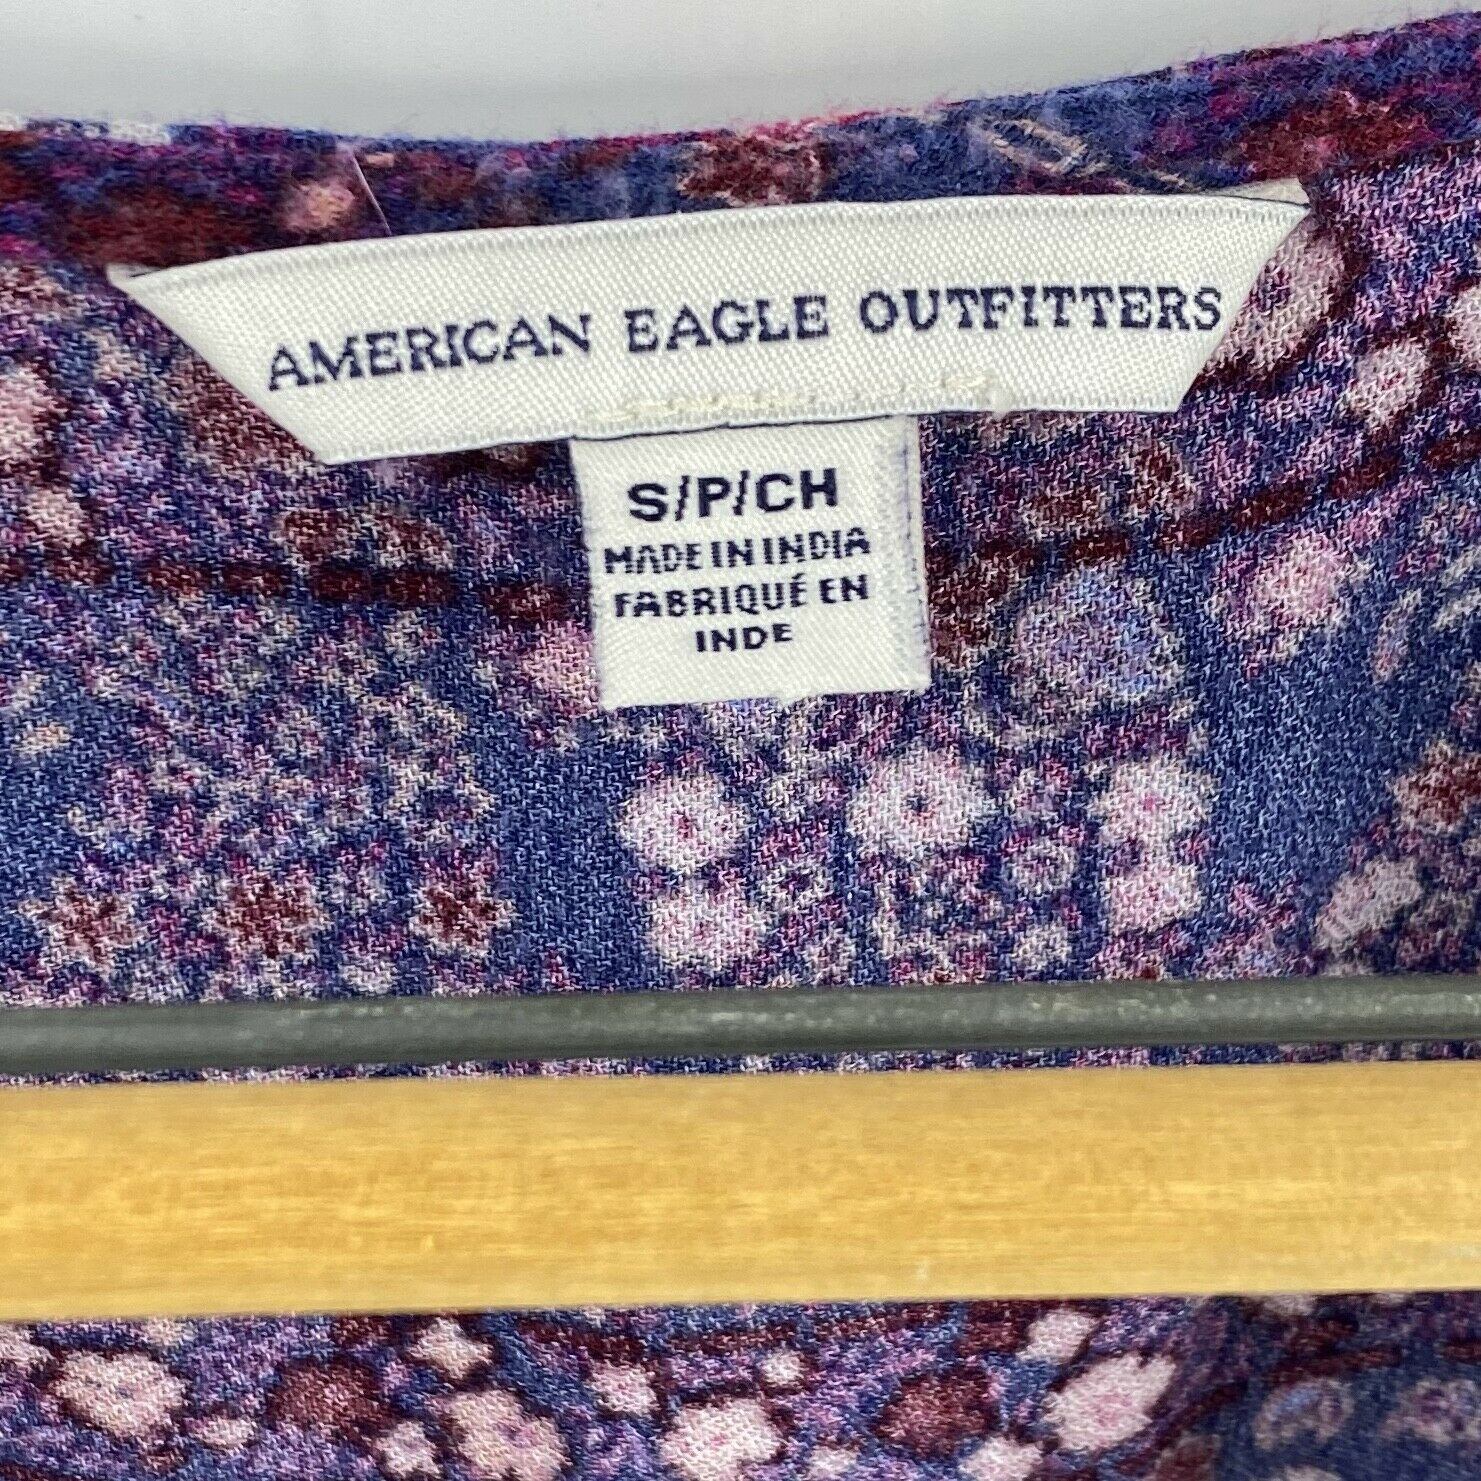 AMERICAN EAGLE OUTFITTERS
S/P/CH
MADE IN INDIA
FABRIQUÉ EN
INDE